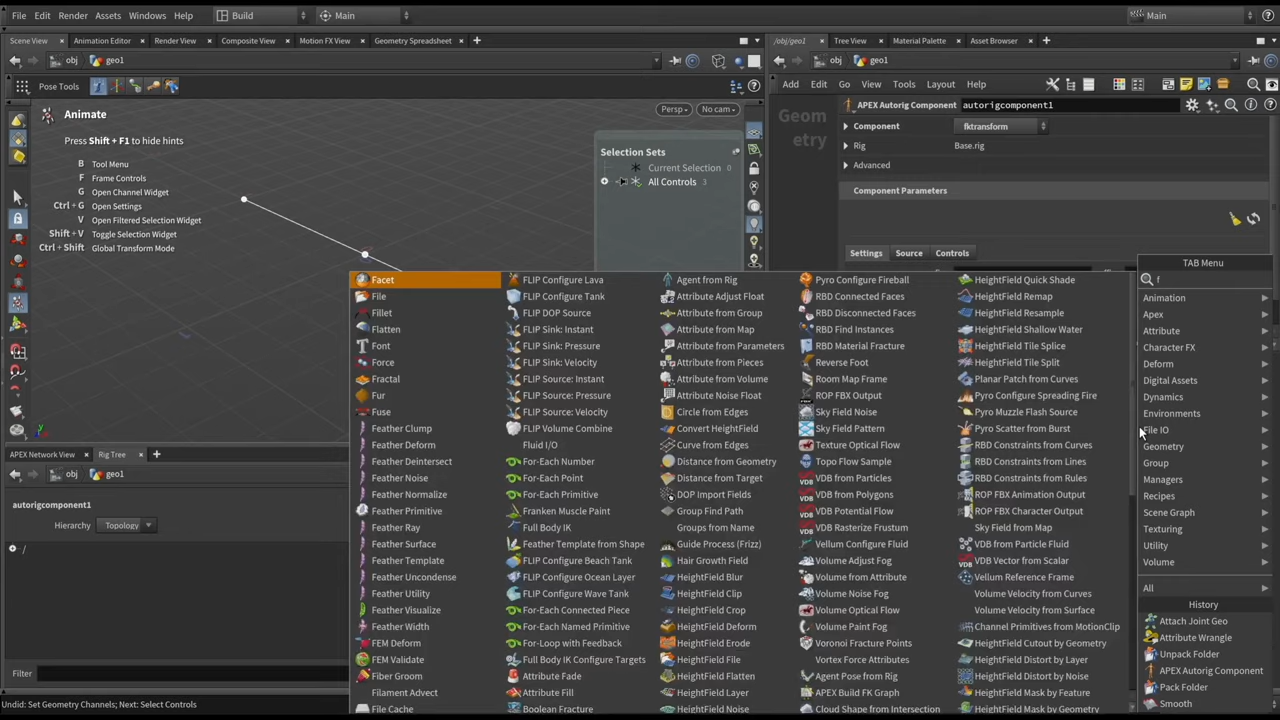 File Edit Render Assets Windows Help Build Main Main
Scene View Animation Editor Render View Composite View Motion FX View Geometry Spreadsheet
/obj/geo1 Tree View Material Palette Asset Browser
obj geo1
obj geo1
Pose Tools
Add Edit Go View Tools Layout Help
Animate
Press Shift + F1 to hide hints
B Tool Menu
F Frame Controls
G Open Channel Widget
Ctrl + G Open Settings
V Open Filtered Selection Widget
Shift + V Toggle Selection Widget
Ctrl + Shift Global Transform Mode
Persp No cam
Selection Sets
Current Selection 0
All Controls 3
Geom
etry
APEX Autorig Component autorigcomponent1
Component fktransform
Rig Base.rig
Advanced
Component Parameters
Settings Source Controls
z y
APEX Network View Rig Tree
obj geo1
autorigcomponent1
Hierarchy Topology
/
Filter
Undid: Set Geometry Channels; Next: Select Controls
Facet
File
Fillet
Flatten
Font
Force
Fractal
Fur
Fuse
Feather Clump
Feather Deform
Feather Deintersect
Feather Noise
Feather Normalize
Feather Primitive
Feather Ray
Feather Surface
Feather Template
Feather Uncondense
Feather Utility
Feather Visualize
Feather Width
FEM Deform
FEM Validate
Fiber Groom
Filament Advect
File Cache
FLIP Configure Lava
FLIP Configure Tank
FLIP DOP Source
FLIP Sink: Instant
FLIP Sink: Pressure
FLIP Sink: Velocity
FLIP Source: Instant
FLIP Source: Pressure
FLIP Source: Velocity
FLIP Volume Combine
Fluid I/O
For-Each Number
For-Each Point
For-Each Primitive
Franken Muscle Paint
Full Body IK
Feather Template from Shape
FLIP Configure Beach Tank
FLIP Configure Ocean Layer
FLIP Configure Wave Tank
For-Each Connected Piece
For-Each Named Primitive
For-Loop with Feedback
Full Body IK Configure Targets
Attribute Fade
Attribute Fill
Boolean Fracture
Agent from Rig
Attribute Adjust Float
Attribute from Group
Attribute from Map
Attribute from Parameters
Attribute from Pieces
Attribute from Volume
Attribute Noise Float
Circle from Edges
Convert HeightField
Curve from Edges
Distance from Geometry
Distance from Target
DOP Import Fields
Group Find Path
Groups from Name
Guide Process (Frizz)
Hair Growth Field
HeightField Blur
HeightField Clip
HeightField Crop
HeightField Deform
HeightField Erode
HeightField File
HeightField Flatten
HeightField Layer
HeightField Noise
Pyro Configure Fireball
RBD Connected Faces
RBD Disconnected Faces
RBD Find Instances
RBD Material Fracture
Reverse Foot
Room Map Frame
ROP FBX Output
Sky Field Noise
Sky Field Pattern
Texture Optical Flow
Topo Flow Sample
VDB from Particles
VDB from Polygons
VDB Potential Flow
VDB Rasterize Frustum
Vellum Configure Fluid
Volume Adjust Fog
Volume from Attribute
Volume Noise Fog
Volume Optical Flow
Volume Paint Fog
Voronoi Fracture Points
Vortex Force Attributes
Agent Pose from Rig
APEX Build FK Graph
Cloud Shape from Intersection
HeightField Quick Shade
HeightField Remap
HeightField Resample
HeightField Shallow Water
HeightField Tile Splice
HeightField Tile Split
Planar Patch from Curves
Pyro Configure Spreading Fire
Pyro Muzzle Flash Source
Pyro Scatter from Burst
RBD Constraints from Curves
RBD Constraints from Lines
RBD Constraints from Rules
ROP FBX Animation Output
ROP FBX Character Output
Sky Field from Map
VDB from Particle Fluid
VDB Vector from Scalar
Vellum Reference Frame
Volume Velocity from Curves
Volume Velocity from Surface
Channel Primitives from MotionClip
HeightField Cutout by Geometry
HeightField Distort by Layer
HeightField Distort by Noise
HeightField Mask by Feature
HeightField Mask by Object
TAB Menu
f
Animation
Apex
Attribute
Character FX
Deform
Digital Assets
Dynamics
Environments
File IO
Geometry
Group
Managers
Recipes
Scene Graph
Texturing
Utility
Volume
All
History
Attach Joint Geo
Attribute Wrangle
Unpack Folder
APEX Autorig Component
Pack Folder
Smooth